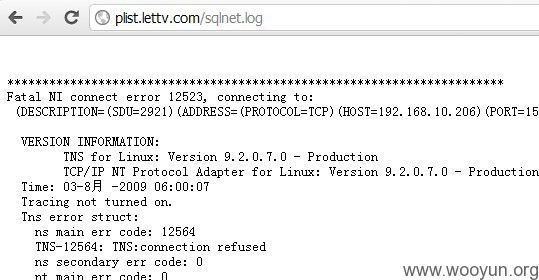 plist.lettv.com/sqlnet.log
***********************************************************************
Fatal NI connect error 12523, connecting to:
(DESCRIPTION=(SDU=2921)(ADDRESS=(PROTOCOL=TCP)(HOST=192.168.10.206)(PORT=15
VERSION INFORMATION:
TNS for Linux: Version 9.2.0.7.0 - Production
TCP/IP NT Protocol Adapter for Linux: Version 9.2.0.7.0 - Production
Time: 03-8月 -2009 06:00:07
Tracing not turned on.
Tns error struct:
ns main err code: 12564
TNS-12564: TNS:connection refused
ns secondary err code: 0
nt main err code: 0
www.wooyun.org